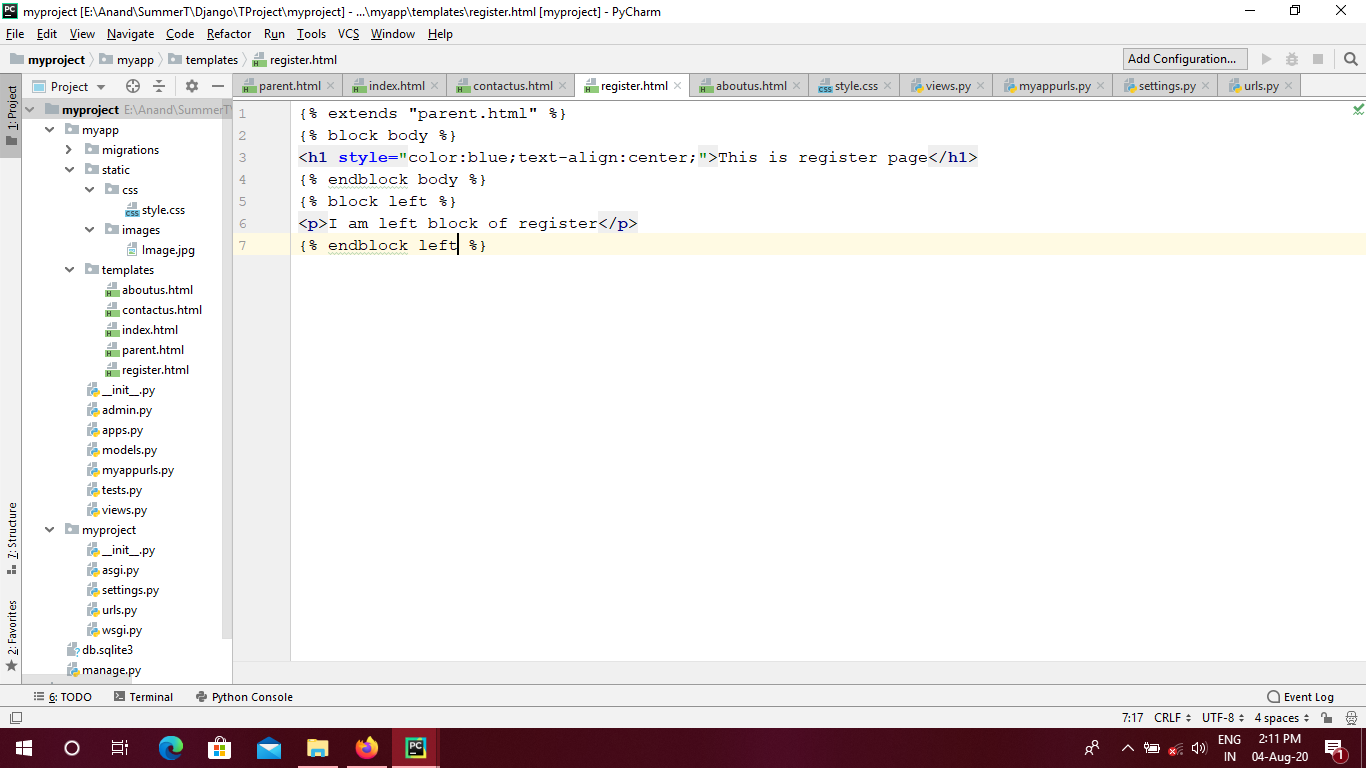 myproject [E:\Anand\SummerT\Django\TProject\myproject] - ...\myapp\templates\register.html [myproject] - PyCharm
File Edit View Navigate Code Refactor Run Tools VCS Window Help
myproject myapp templates register.html Add Configuration...
Project
parent.html index.html contactus.html register.html aboutus.html style.css views.py myappurls.py settings.py urls.py
1: Project
7: Structure
2: Favorites
myproject E:\Anand\SummerT
myapp
migrations
static
css
style.css
images
Image.jpg
templates
aboutus.html
contactus.html
index.html
parent.html
register.html
__init__.py
admin.py
apps.py
models.py
myappurls.py
tests.py
views.py
myproject
__init__.py
asgi.py
settings.py
urls.py
wsgi.py
db.sqlite3
manage.py
1 {% extends "parent.html" %}
2 {% block body %}
3 <h1 style="color:blue;text-align:center;">This is register page</h1>
4 {% endblock body %}
5 {% block left %}
6 <p>I am left block of register</p>
7 {% endblock left %}
6: TODO Terminal Python Console Event Log
7:17 CRLF UTF-8 4 spaces
ENG
IN
2:11 PM
04-Aug-20
1